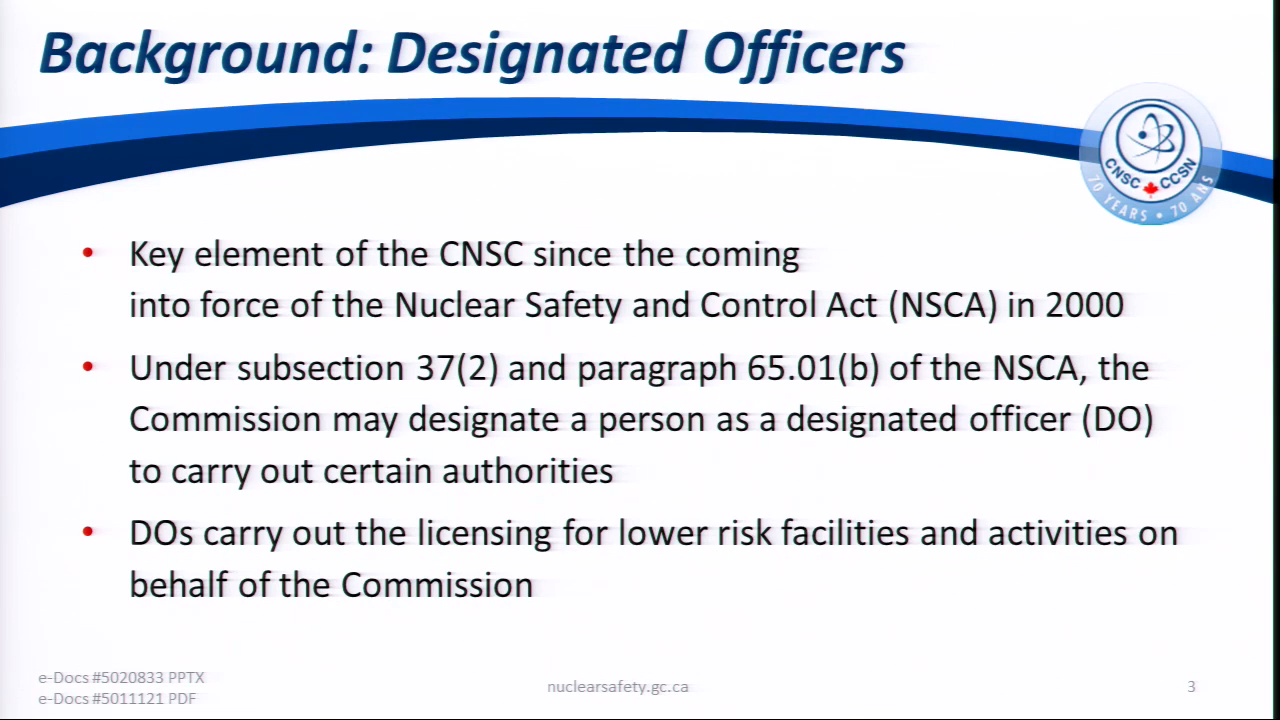 Background: Designated Officers
CNSC CCSN
70 YEARS • 70 ANS
• Key element of the CNSC since the coming
into force of the Nuclear Safety and Control Act (NSCA) in 2000
• Under subsection 37(2) and paragraph 65.01(b) of the NSCA, the
Commission may designate a person as a designated officer (DO)
to carry out certain authorities
• DOs carry out the licensing for lower risk facilities and activities on
behalf of the Commission
e-Docs #5020833 PPTX
e-Docs #5011121 PDF
nuclearsafety.gc.ca
3